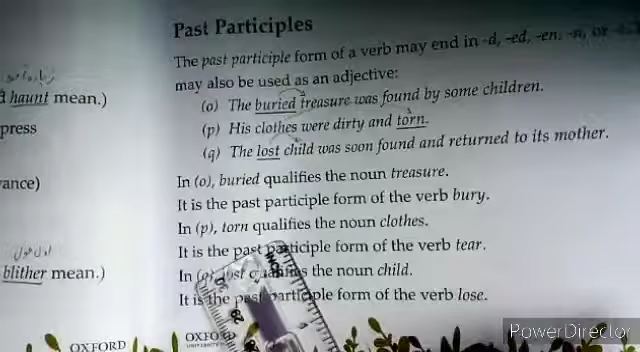 haunt mean.)
press
ance)
blither mean.)
OXFORD
Past Participles
The past participle form of a verb may end in -d, -ed, -en, -n, or
may also be used as an adjective:
(o) The buried treasure was found by some children.
(p) His clothes were dirty and torn.
(q) The lost child was soon found and returned to its mother.
In (o), buried qualifies the noun treasure.
It is the past participle form of the verb bury.
In (p), torn qualifies the noun clothes.
It is the past participle form of the verb tear.
In lost qualifies the noun child.
It is the past participle form of the verb lose.
OXFORD
PowerDirector